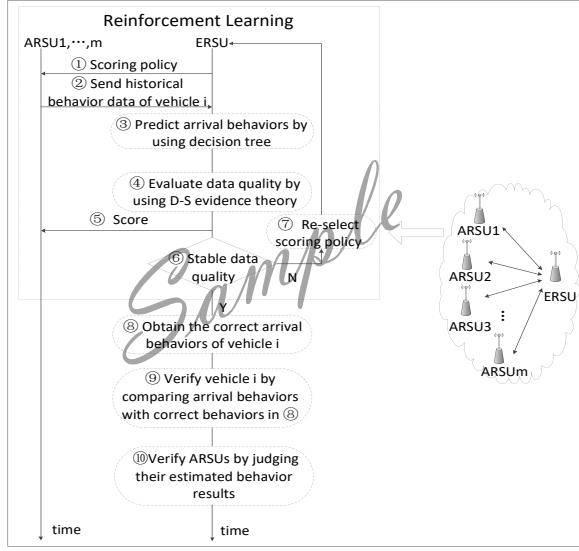 Reinforcement Learning
ARSU1,⋯,m
ERSU
① Scoring policy
② Send historical
behavior data of vehicle i
③ Predict arrival behaviors by
using decision tree
④ Evaluate data quality by
using D-S evidence theory
⑤ Score
⑦ Re-select
scoring policy
⑥ Stable data
quality
N
Y
⑧ Obtain the correct arrival
behaviors of vehicle i
⑨ Verify vehicle i by
comparing arrival behaviors
with correct behaviors in ⑧
⑩Verify ARSUs by judging
their estimated behavior
results
time
time
ARSU1
ARSU2
ARSU3
⋮
ARSUm
ERSU
Sample